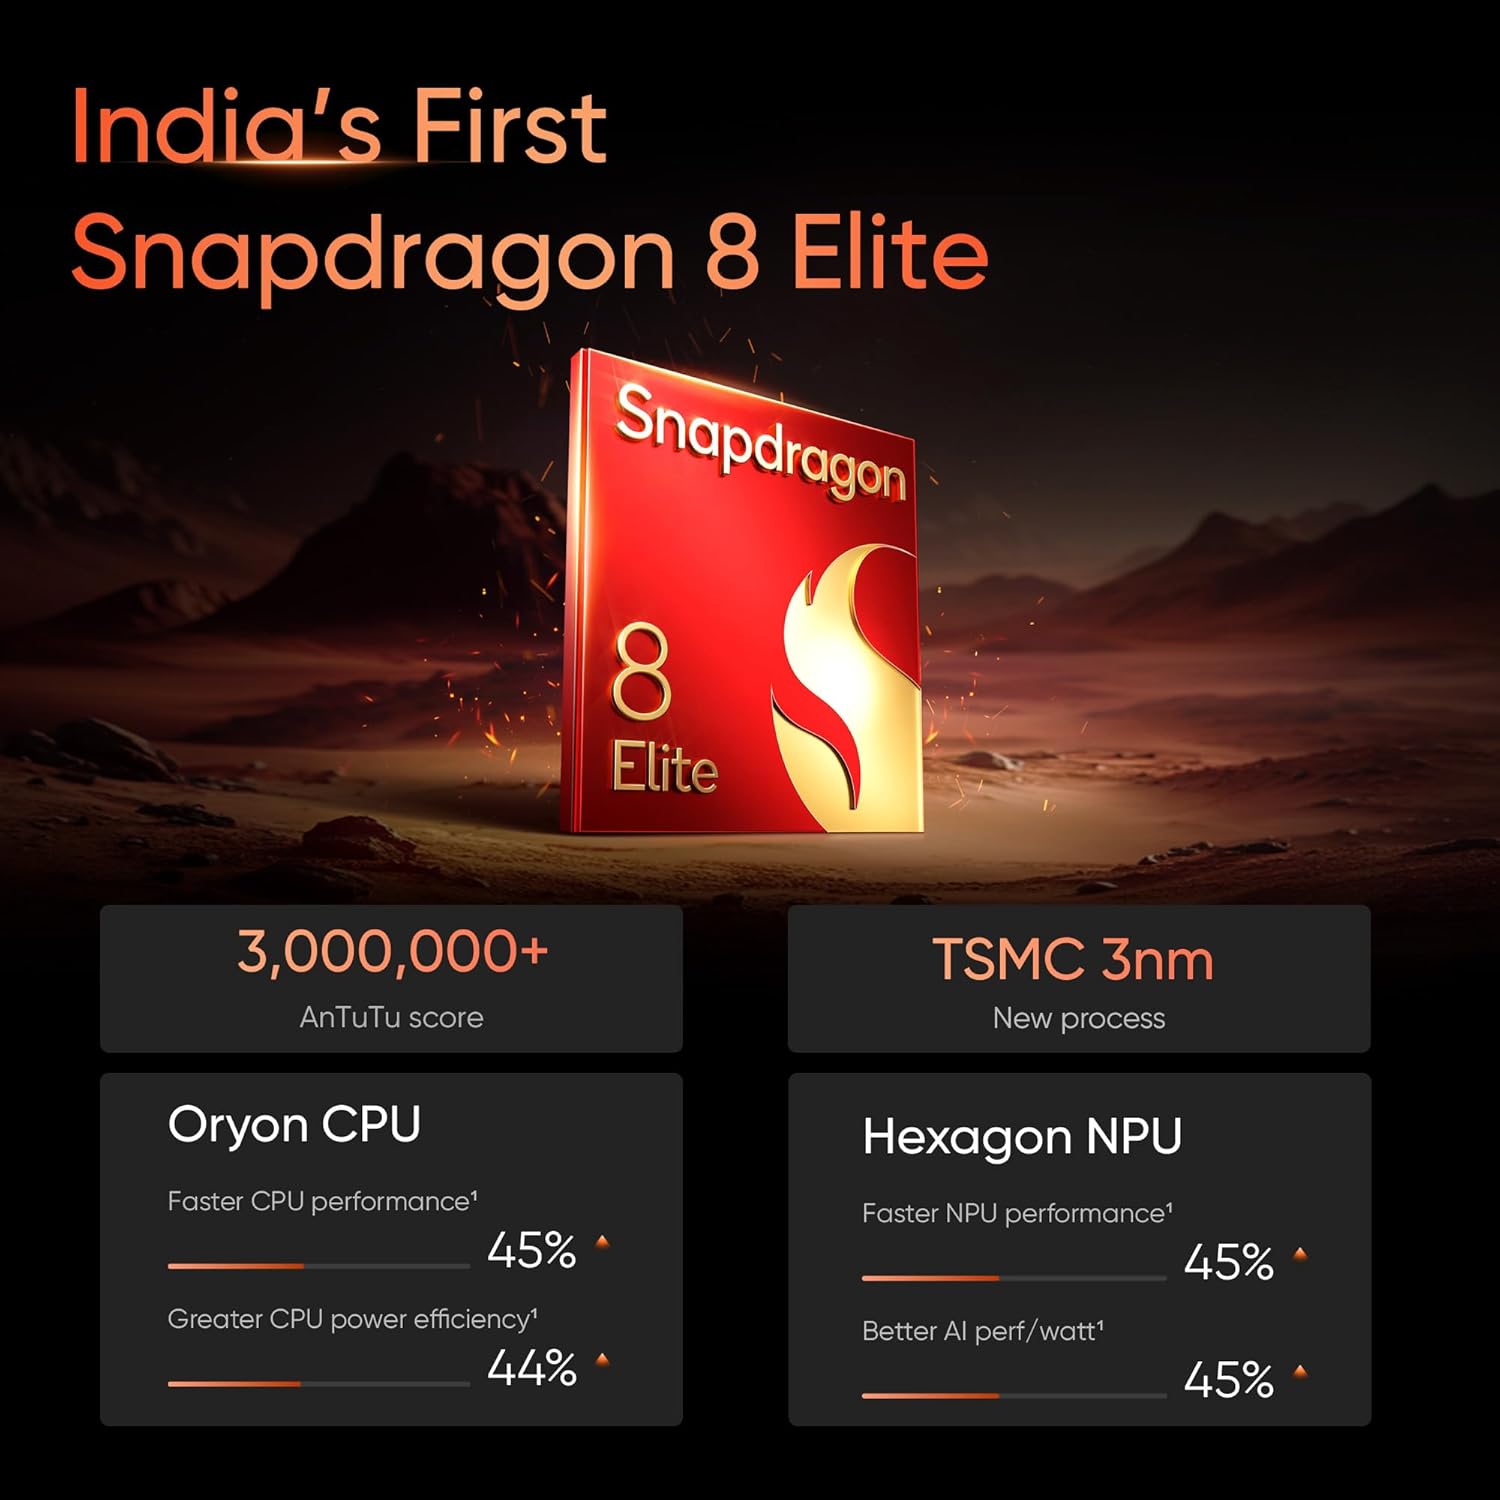 India’s First
Snapdragon 8 Elite
Snapdragon
8
Elite
3,000,000+
AnTuTu score
TSMC 3nm
New process
Oryon CPU
Faster CPU performance¹
45%
Greater CPU power efficiency¹
44%
Hexagon NPU
Faster NPU performance¹
45%
Better AI perf/watt¹
45%